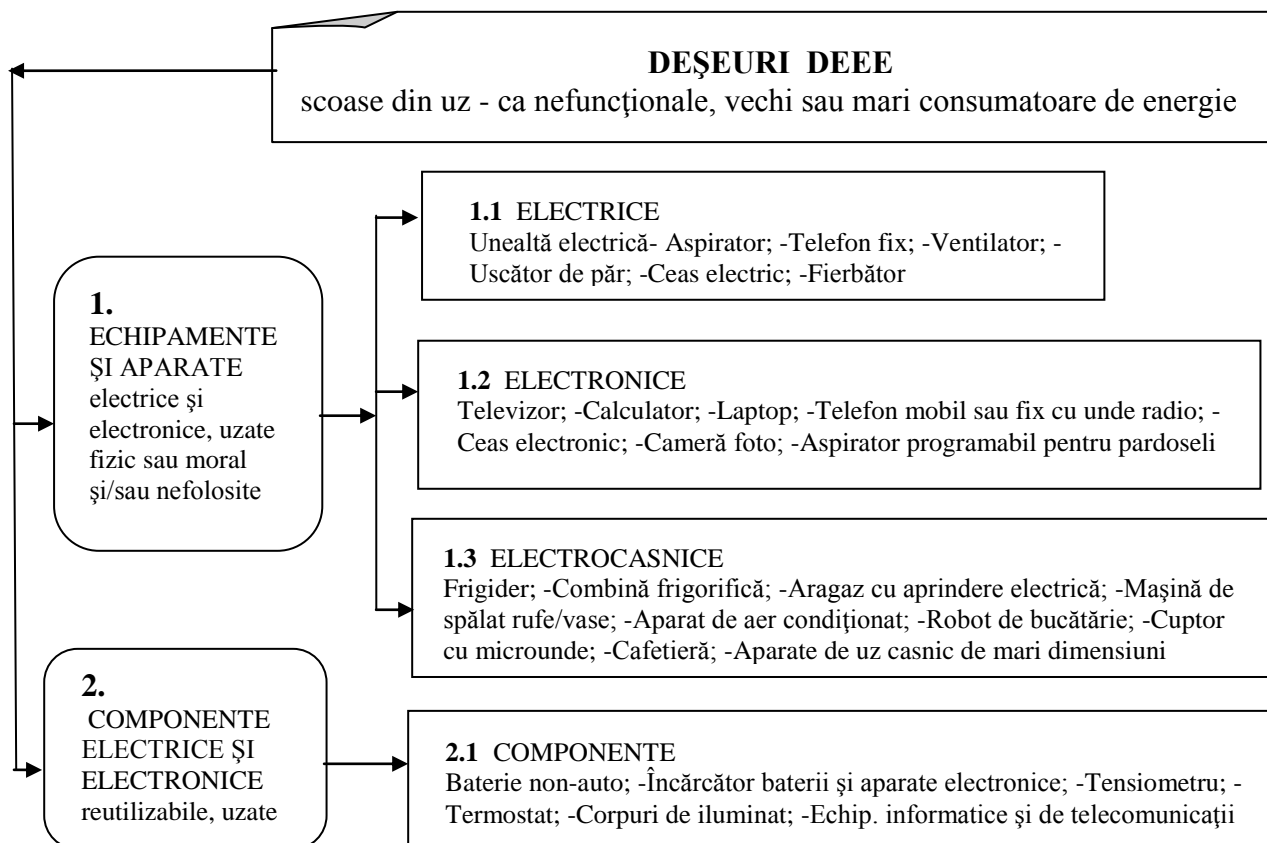 DEŞEURI DEEE
scoase din uz - ca nefuncţionale, vechi sau mari consumatoare de energie
1.
ECHIPAMENTE
ŞI APARATE
electrice şi
electronice, uzate
fizic sau moral
şi/sau nefolosite
1.1 ELECTRICE
Unealtă electrică- Aspirator; -Telefon fix; -Ventilator; -
Uscător de păr; -Ceas electric; -Fierbător
1.2 ELECTRONICE
Televizor; -Calculator; -Laptop; -Telefon mobil sau fix cu unde radio; -
Ceas electronic; -Cameră foto; -Aspirator programabil pentru pardoseli
1.3 ELECTROCASNICE
Frigider; -Combină frigorifică; -Aragaz cu aprindere electrică; -Maşină de
spălat rufe/vase; -Aparat de aer condiţionat; -Robot de bucătărie; -Cuptor
cu microunde; -Cafetieră; -Aparate de uz casnic de mari dimensiuni
2.
COMPONENTE
ELECTRICE ŞI
ELECTRONICE
reutilizabile, uzate
2.1 COMPONENTE
Baterie non-auto; -Încărcător baterii şi aparate electronice; -Tensiometru; -
Termostat; -Corpuri de iluminat; -Echip. informatice şi de telecomunicaţii